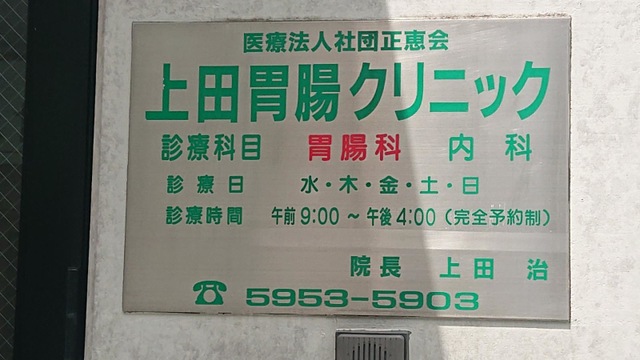 医療法人社団正恵会
上田胃腸クリニック
診療科目 胃腸科 内科
診療日 水・木・金・土・日
診療時間 午前9:00～午後4:00(完全予約制)
院長 上田 治
☎ 5953-5903